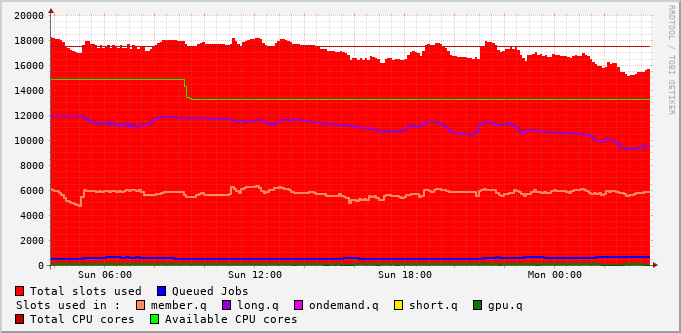 20000
18000
16000
14000
12000
10000
8000
6000
4000
2000
0
Sun 06:00 Sun 12:00 Sun 18:00 Mon 00:00
RRDTOOL / TOBI OETIKER
Total slots used Queued Jobs
Slots used in : member.q long.q ondemand.q short.q gpu.q
Total CPU cores Available CPU cores